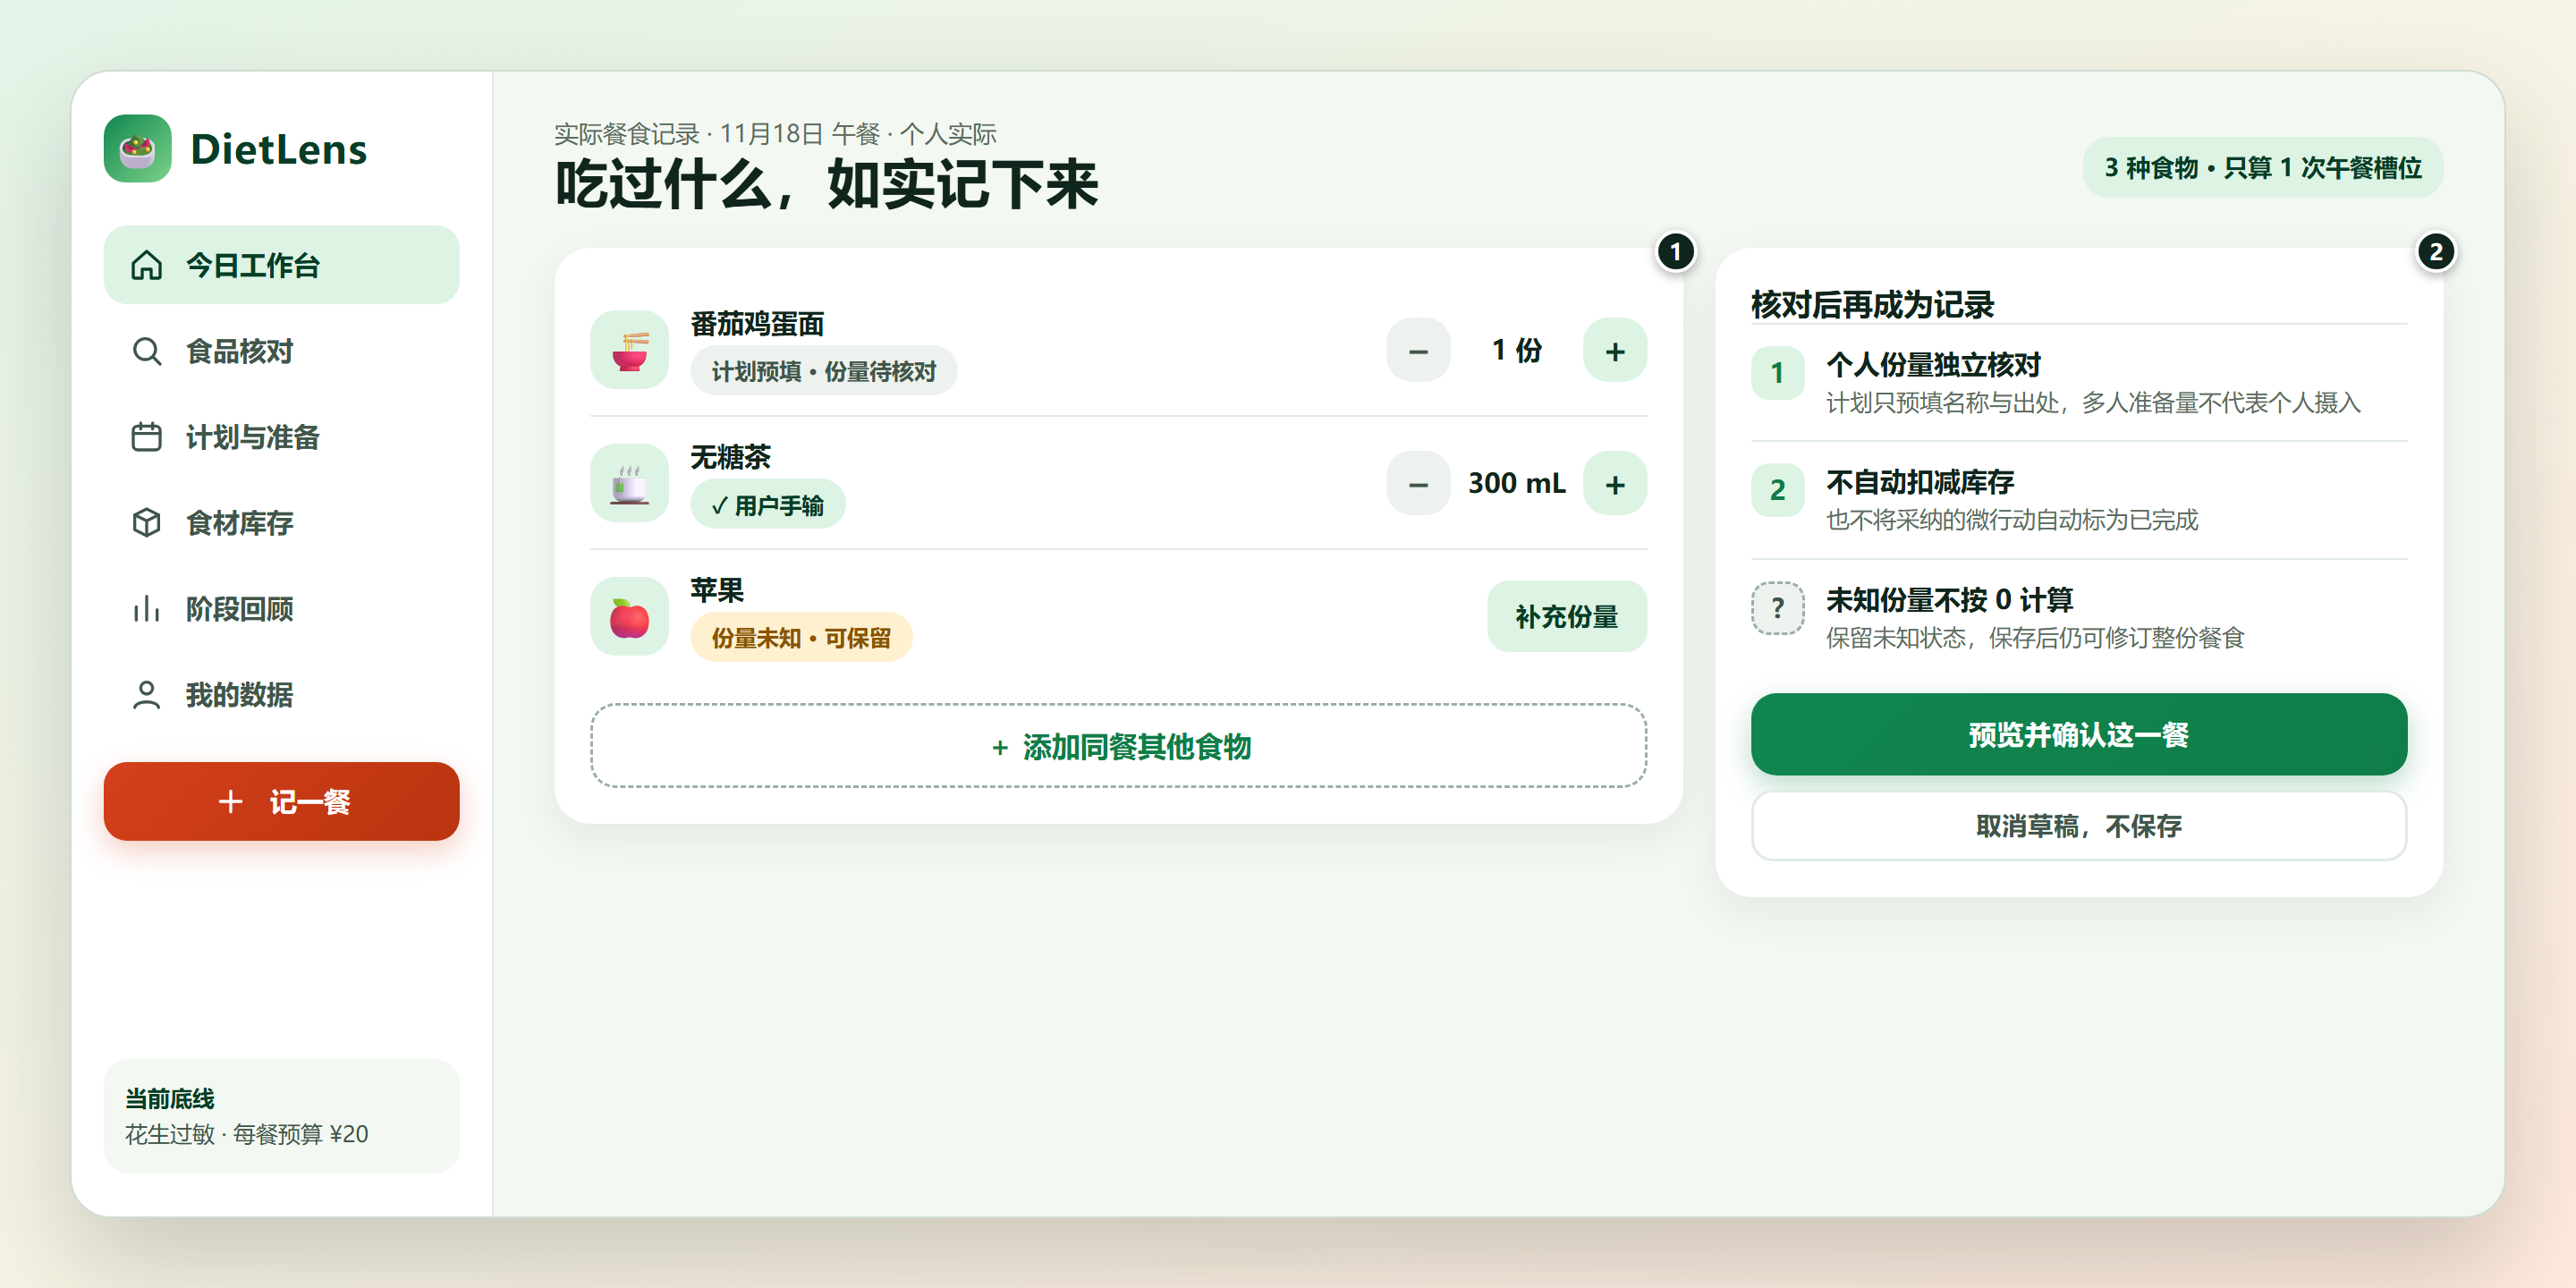 DietLens
今日工作台
食品核对
计划与准备
食材库存
阶段回顾
我的数据
+ 记一餐
当前底线
花生过敏 · 每餐预算 ¥20
实际餐食记录 · 11月18日 午餐 · 个人实际
吃过什么，如实记下来
3 种食物 • 只算 1 次午餐槽位
1
番茄鸡蛋面
计划预填 • 份量待核对
− 1 份 +
无糖茶
✓ 用户手输
− 300 mL +
苹果
份量未知 • 可保留
补充份量
+ 添加同餐其他食物
2
核对后再成为记录
1 个人份量独立核对
计划只预填名称与出处，多人准备量不代表个人摄入
2 不自动扣减库存
也不将采纳的微行动自动标为已完成
? 未知份量不按 0 计算
保留未知状态，保存后仍可修订整份餐食
预览并确认这一餐
取消草稿，不保存